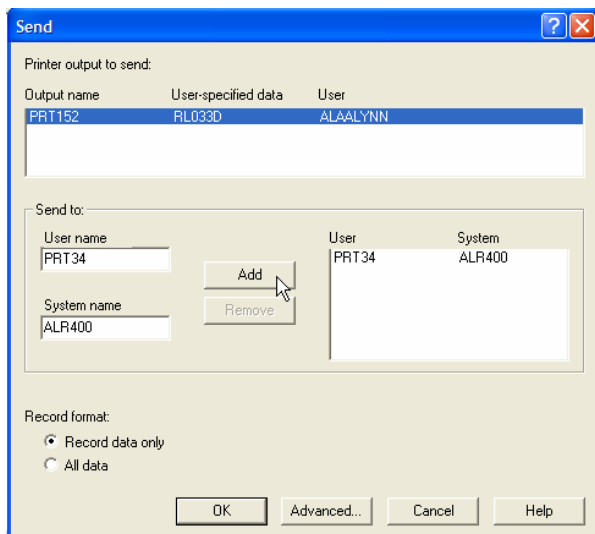 Send
Printer output to send:
Output name User-specified data User
PRT152 RL033D ALAALYNN
Send to:
User name User System
PRT34 PRT34 ALR400
Add
System name Remove
ALR400
Record format:
Record data only
All data
OK Advanced... Cancel Help